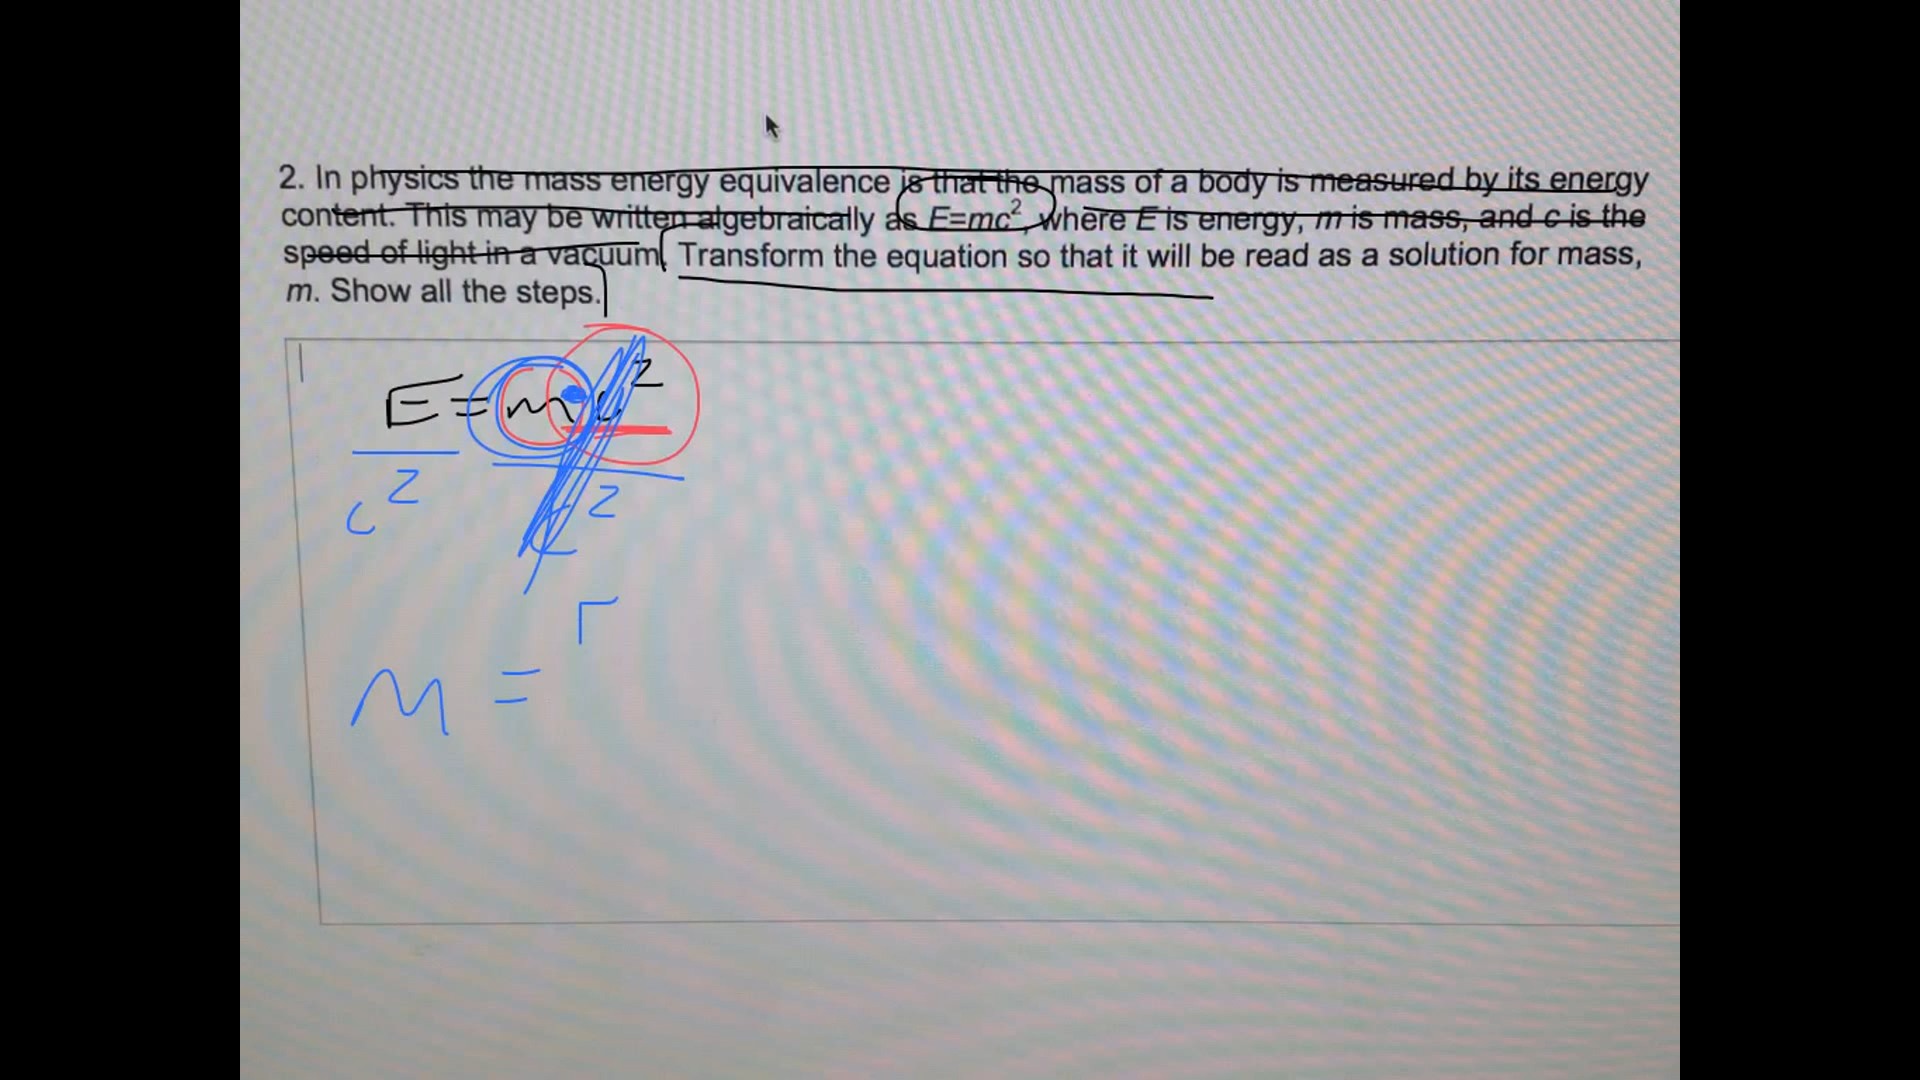 2. In physics the mass energy equivalence is that the mass of a body is measured by its energy
content. This may be written algebraically as E=mc², where E is energy, m is mass, and c is the
speed of light in a vacuum. Transform the equation so that it will be read as a solution for mass,
m. Show all the steps.
E = m • c²
c² c²
m =